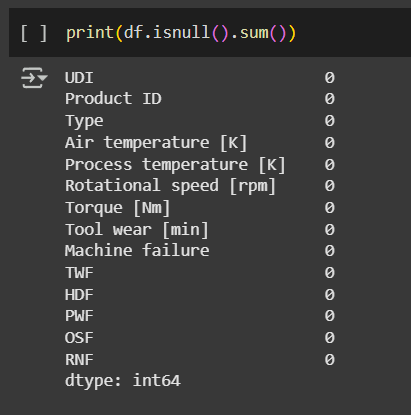 [ ] print(df.isnull().sum())
UDI 0
Product ID 0
Type 0
Air temperature [K] 0
Process temperature [K] 0
Rotational speed [rpm] 0
Torque [Nm] 0
Tool wear [min] 0
Machine failure 0
TWF 0
HDF 0
PWF 0
OSF 0
RNF 0
dtype: int64